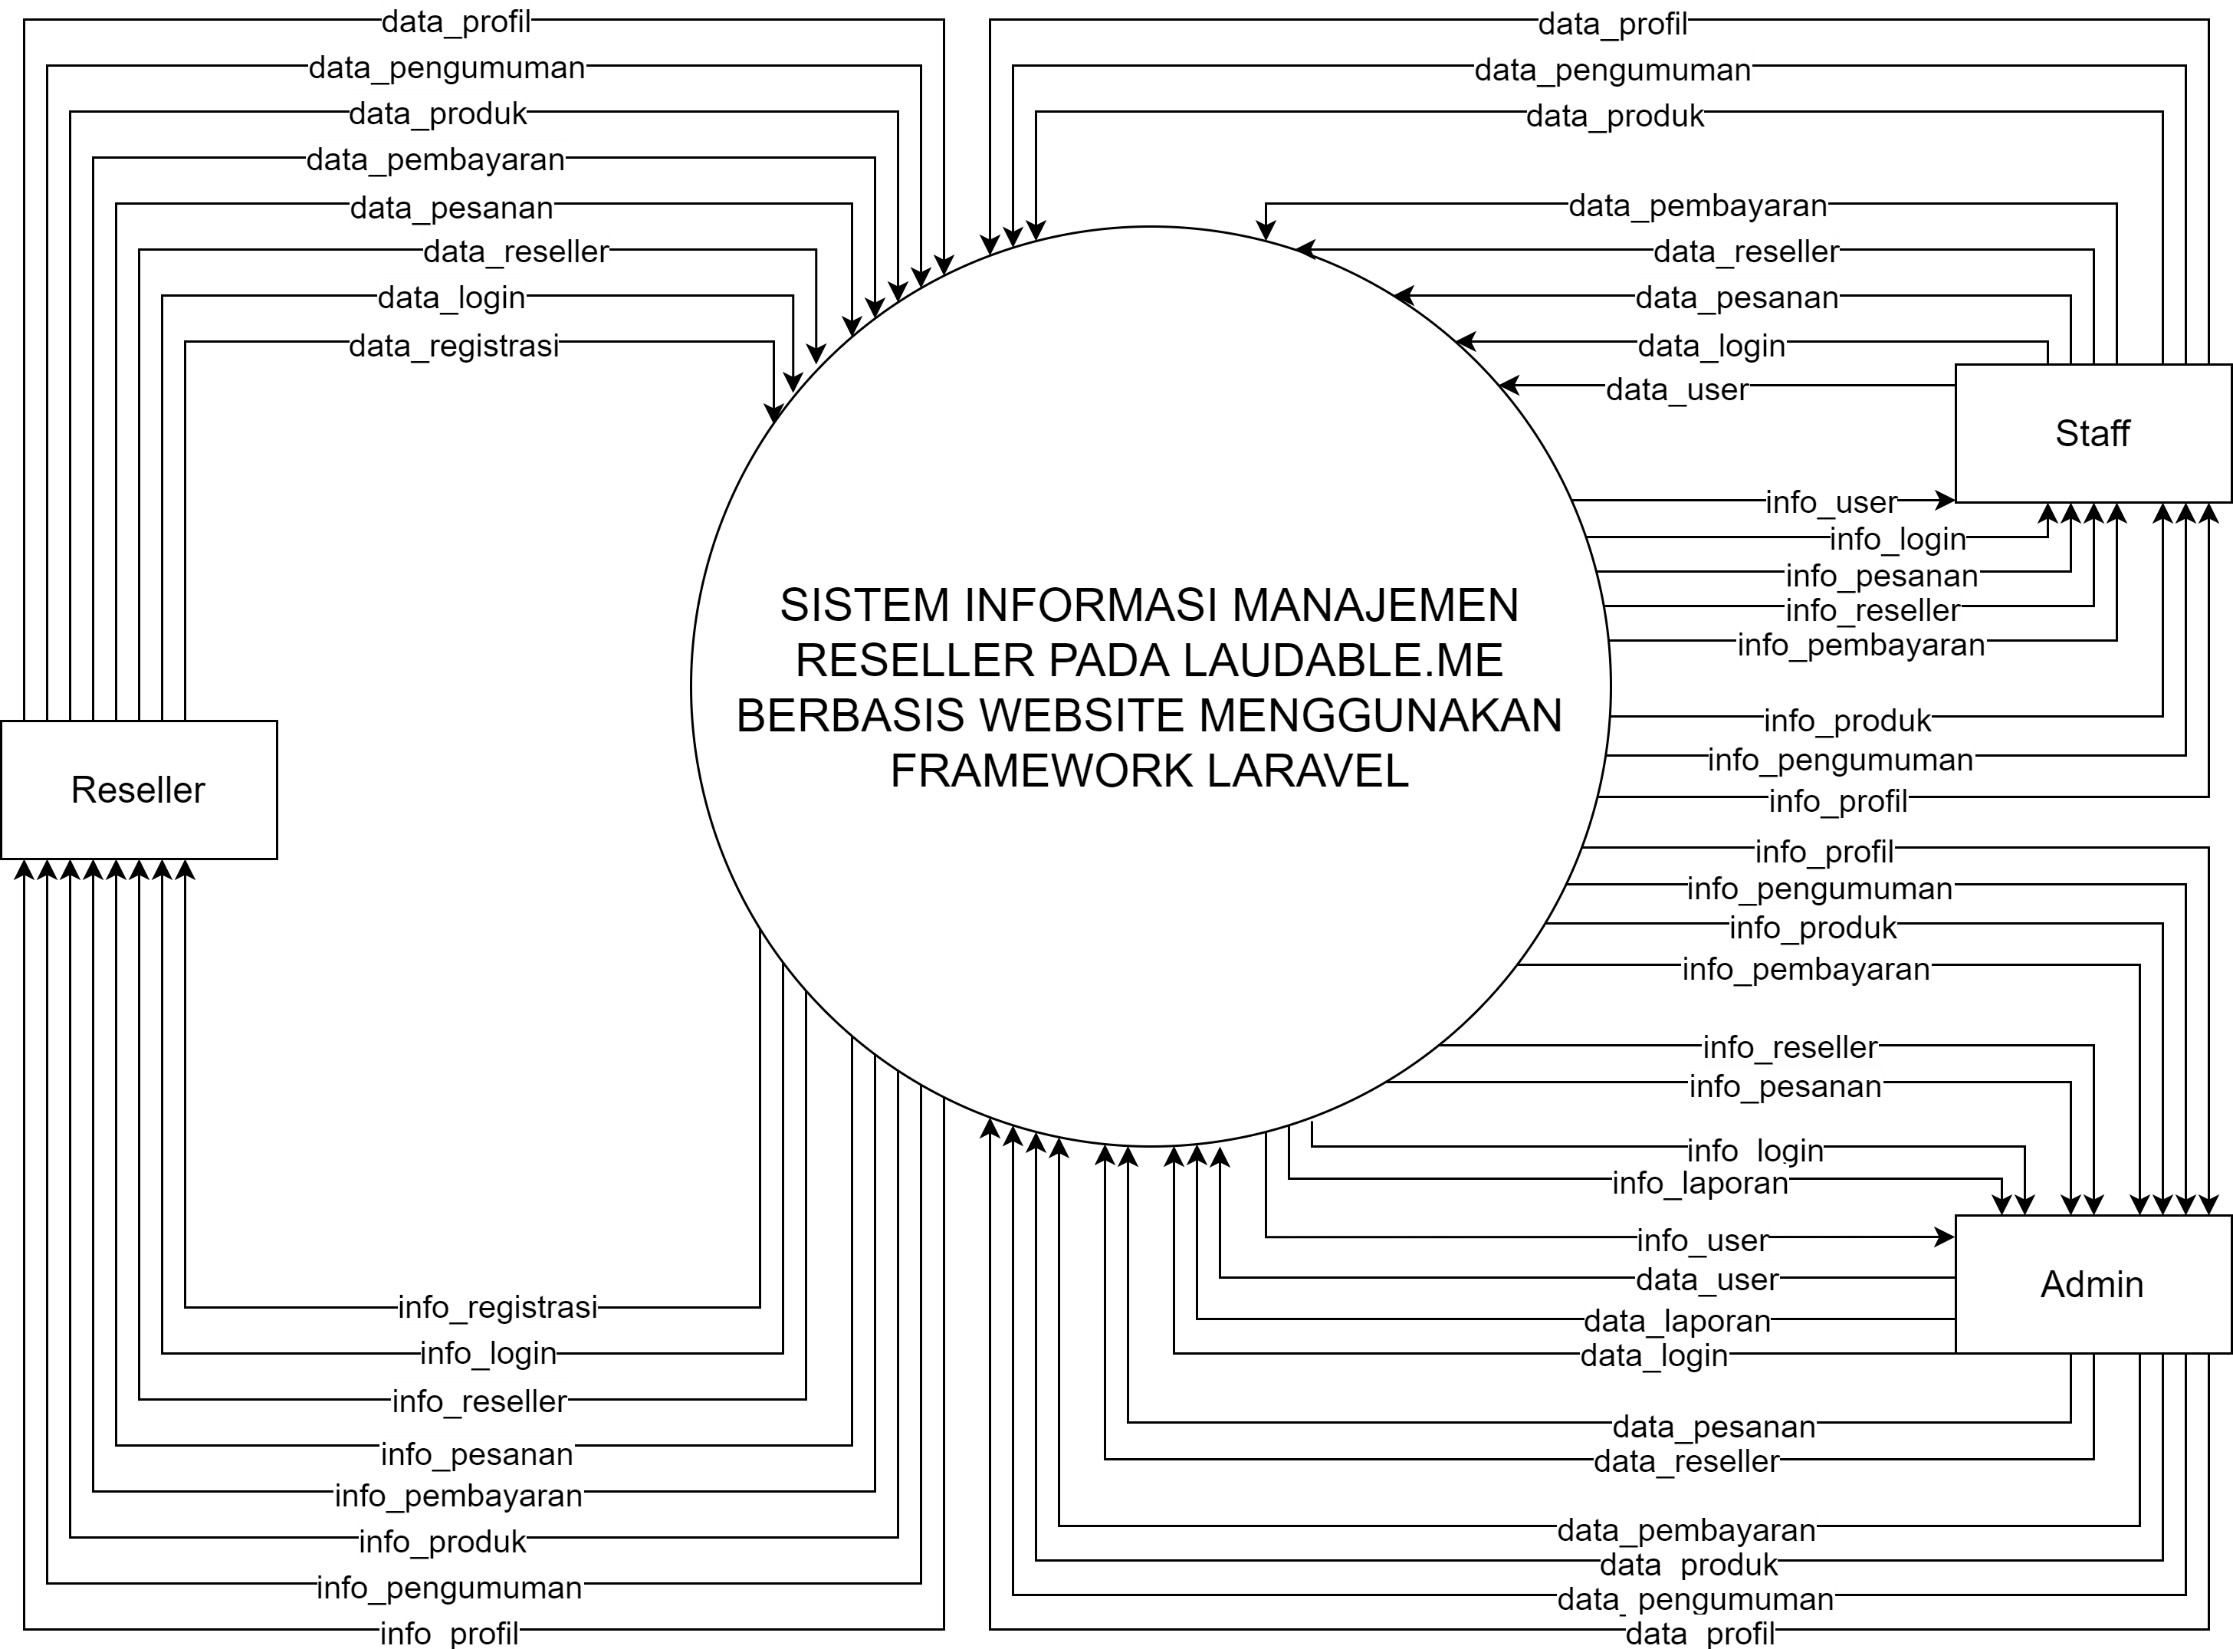 data_profil
data_pengumuman
data_produk
data_pembayaran
data_pesanan
data_reseller
data_login
data_registrasi
data_profil
data_pengumuman
data_produk
data_pembayaran
data_reseller
data_pesanan
data_login
data_user
Staff
info_user
info_login
info_pesanan
info_reseller
info_pembayaran
info_produk
info_pengumuman
info_profil
SISTEM INFORMASI MANAJEMEN
RESELLER PADA LAUDABLE.ME
BERBASIS WEBSITE MENGGUNAKAN
FRAMEWORK LARAVEL
Reseller
info_profil
info_pengumuman
info_produk
info_pembayaran
info_reseller
info_pesanan
info_login
info_laporan
info_user
data_user
data_laporan
data_login
Admin
data_pesanan
data_reseller
data_pembayaran
data_produk
data_pengumuman
data_profil
info_registrasi
info_login
info_reseller
info_pesanan
info_pembayaran
info_produk
info_pengumuman
info_profil